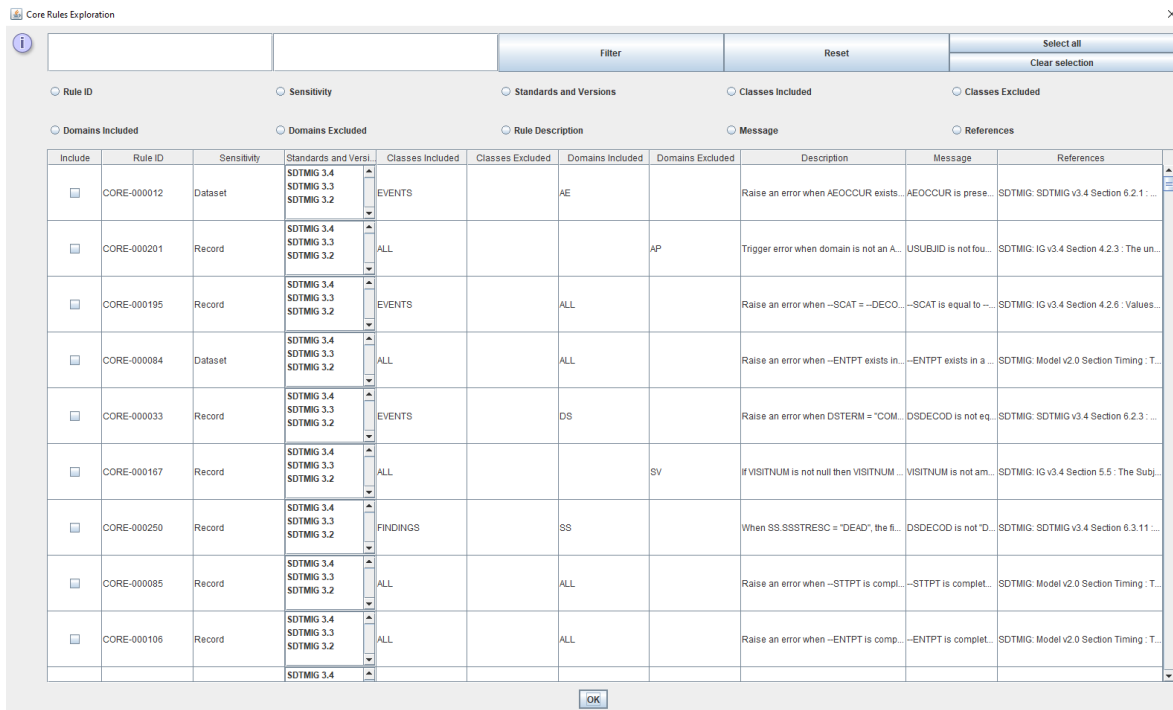 Core Rules Exploration
i
Filter
Reset
Select all
Clear selection
Rule ID
Sensitivity
Standards and Versions
Classes Included
Classes Excluded
Domains Included
Domains Excluded
Rule Description
Message
References
Include Rule ID Sensitivity Standards and Versi... Classes Included Classes Excluded Domains Included Domains Excluded Description Message References
SDTMIG 3.4
SDTMIG 3.3
SDTMIG 3.2
CORE-000012 Dataset EVENTS AE Raise an error when AEOCCUR exists... AEOCCUR is prese... SDTMIG: SDTMIG v3.4 Section 6.2.1 : ...
SDTMIG 3.4
SDTMIG 3.3
SDTMIG 3.2
CORE-000201 Record ALL AP Trigger error when domain is not an A... USUBJID is not fou... SDTMIG: IG v3.4 Section 4.2.3 : The un...
SDTMIG 3.4
SDTMIG 3.3
SDTMIG 3.2
CORE-000195 Record EVENTS ALL Raise an error when --SCAT = --DECO... --SCAT is equal to --... SDTMIG: IG v3.4 Section 4.2.6 : Values...
SDTMIG 3.4
SDTMIG 3.3
SDTMIG 3.2
CORE-000084 Dataset ALL ALL Raise an error when --ENTPT exists in... --ENTPT exists in a ... SDTMIG: Model v2.0 Section Timing : T...
SDTMIG 3.4
SDTMIG 3.3
SDTMIG 3.2
CORE-000033 Record EVENTS DS Raise an error when DSTERM = "COM... DSDECOD is not eq... SDTMIG: SDTMIG v3.4 Section 6.2.3 : ...
SDTMIG 3.4
SDTMIG 3.3
SDTMIG 3.2
CORE-000167 Record ALL SV If VISITNUM is not null then VISITNUM ... VISITNUM is not am... SDTMIG: IG v3.4 Section 5.5 : The Subj...
SDTMIG 3.4
SDTMIG 3.3
SDTMIG 3.2
CORE-000250 Record FINDINGS SS When SS.SSSTRESC = "DEAD", the fi... DSDECOD is not "D... SDTMIG: SDTMIG v3.4 Section 6.3.11 :...
SDTMIG 3.4
SDTMIG 3.3
SDTMIG 3.2
CORE-000085 Record ALL ALL Raise an error when --STTPT is compl... --STTPT is complet... SDTMIG: Model v2.0 Section Timing : T...
SDTMIG 3.4
SDTMIG 3.3
SDTMIG 3.2
CORE-000106 Record ALL ALL Raise an error when --ENTPT is comp... --ENTPT is complet... SDTMIG: Model v2.0 Section Timing : T...
SDTMIG 3.4
OK